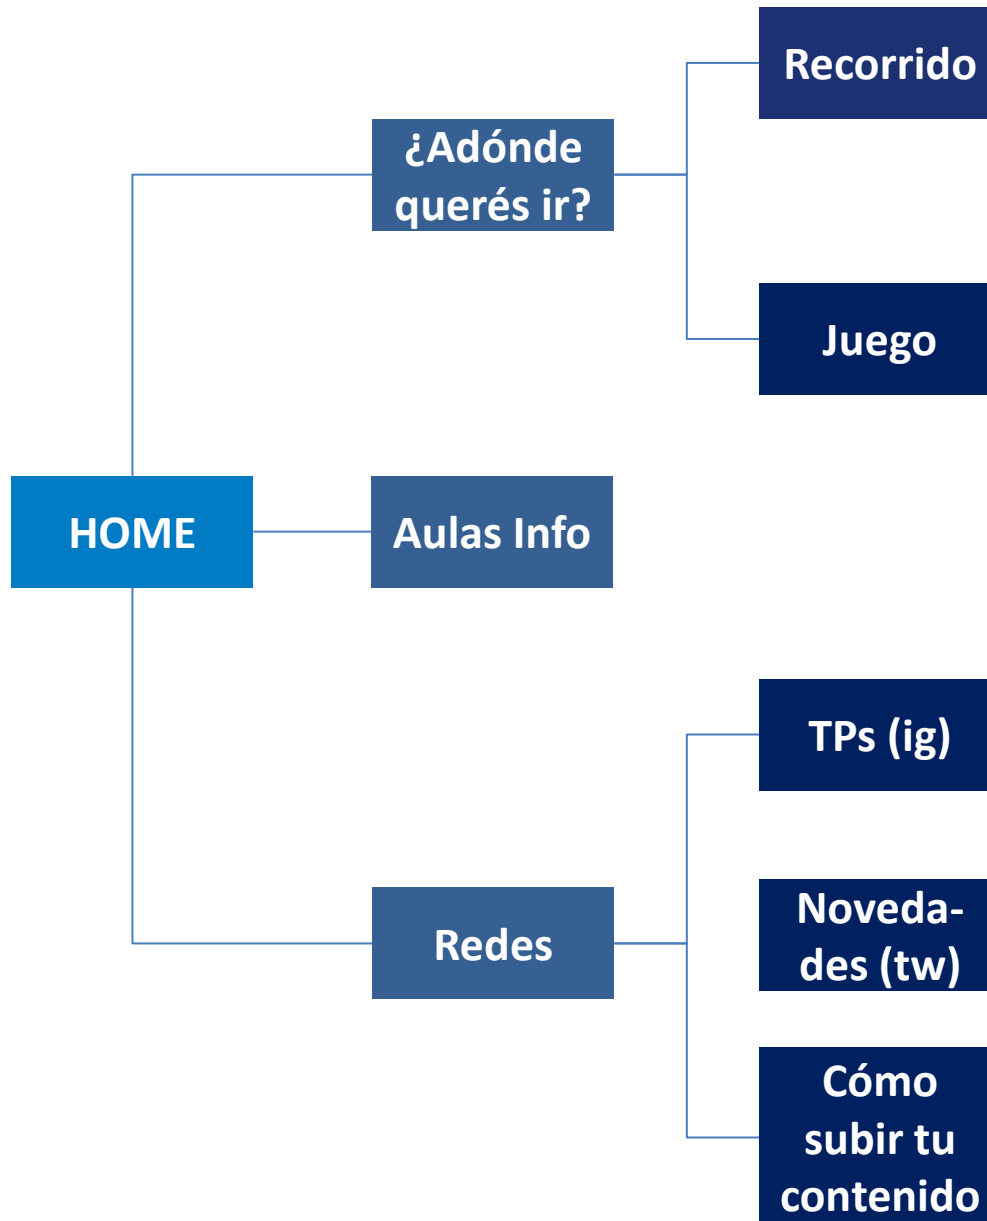 Recorrido
¿Adónde
querés ir?
Juego
HOME
Aulas Info
TPs (ig)
Redes
Noveda-
des (tw)
Cómo
subir tu
contenido